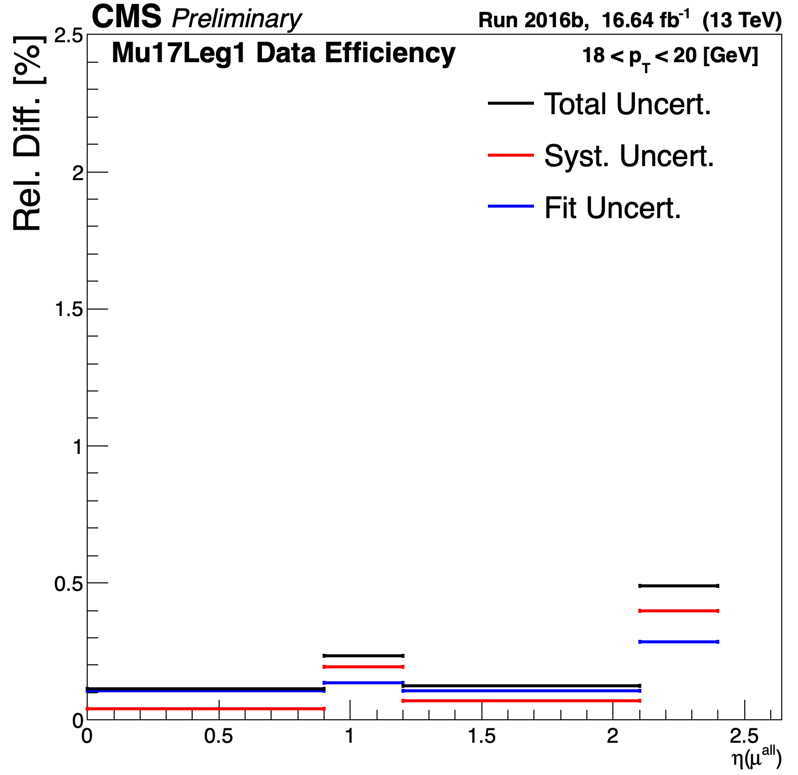 CMS Preliminary
Run 2016b, 16.64 fb⁻¹ (13 TeV)
Mu17Leg1 Data Efficiency
18 < p_T < 20 [GeV]
Total Uncert.
Syst. Uncert.
Fit Uncert.
Rel. Diff. [%]
2.5
2
1.5
1
0.5
0
0 0.5 1 1.5 2 2.5
η(μ^all)